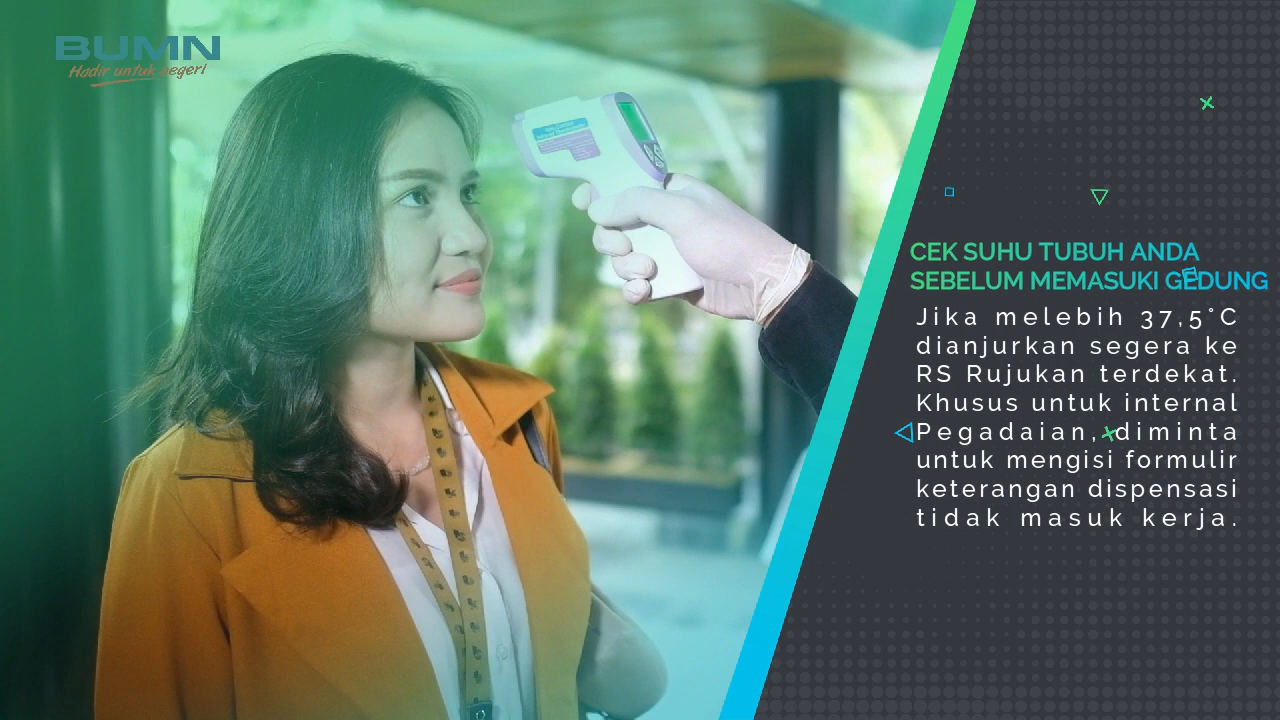 BUMN
Hadir untuk negeri
CEK SUHU TUBUH ANDA
SEBELUM MEMASUKI GEDUNG
Jika melebih 37,5°C
dianjurkan segera ke
RS Rujukan terdekat.
Khusus untuk internal
Pegadaian, diminta
untuk mengisi formulir
keterangan dispensasi
tidak masuk kerja.